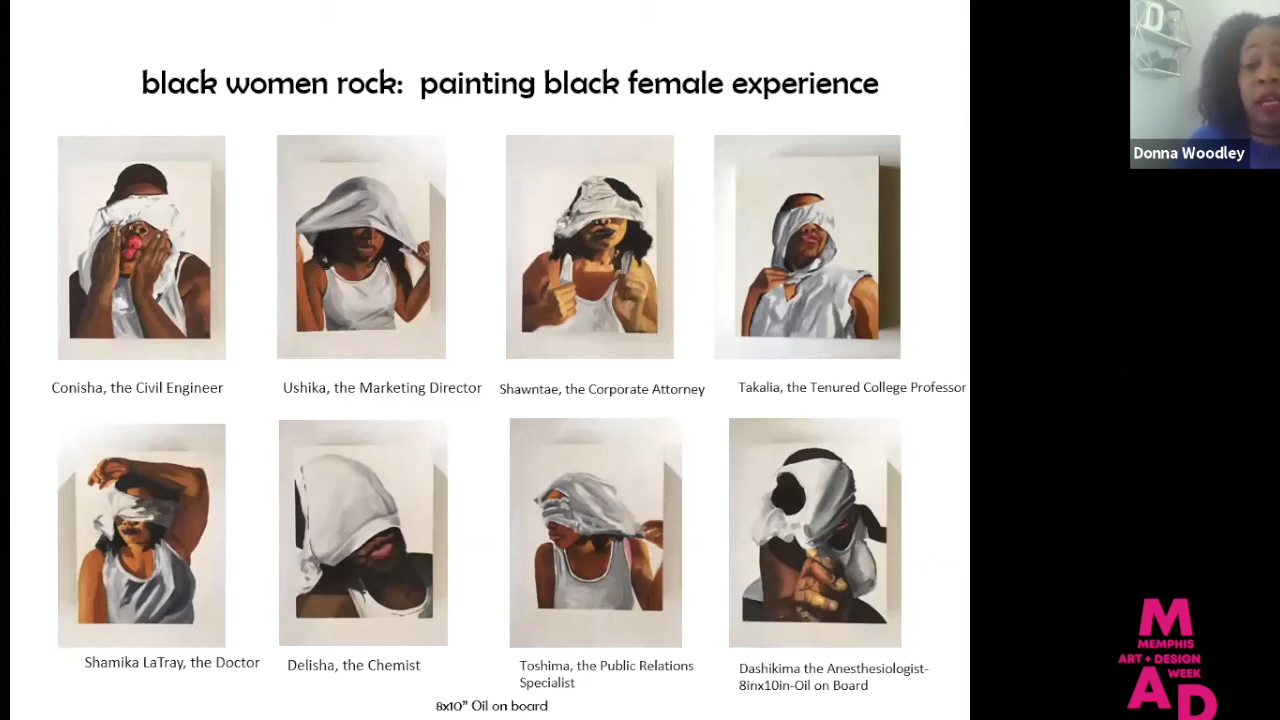 black women rock:  painting black female experience
Donna Woodley
Conisha, the Civil Engineer
Ushika, the Marketing Director
Shawntae, the Corporate Attorney
Takalia, the Tenured College Professor
Shamika LaTray, the Doctor
Delisha, the Chemist
Toshima, the Public Relations
Specialist
Dashikima the Anesthesiologist-
8inx10in-Oil on Board
8x10" Oil on board
D
M
MEMPHIS
ART + DESIGN
WEEK
AD